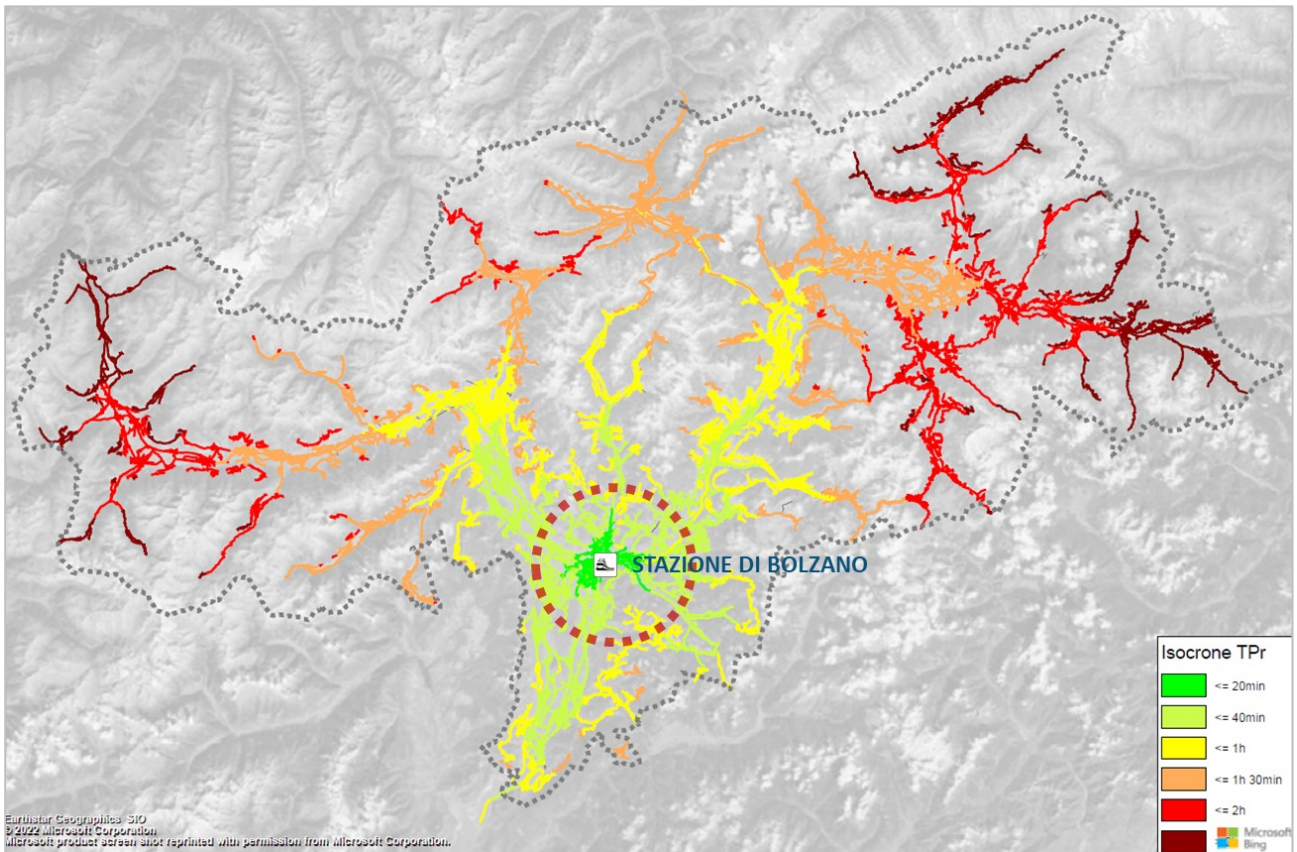 STAZIONE DI BOLZANO
Isocrone TPr
<= 20min
<= 40min
<= 1h
<= 1h 30min
<= 2h
Microsoft
Bing
Earthstar Geographics SIO
© 2022 Microsoft Corporation
Microsoft product screen shot reprinted with permission from Microsoft Corporation.